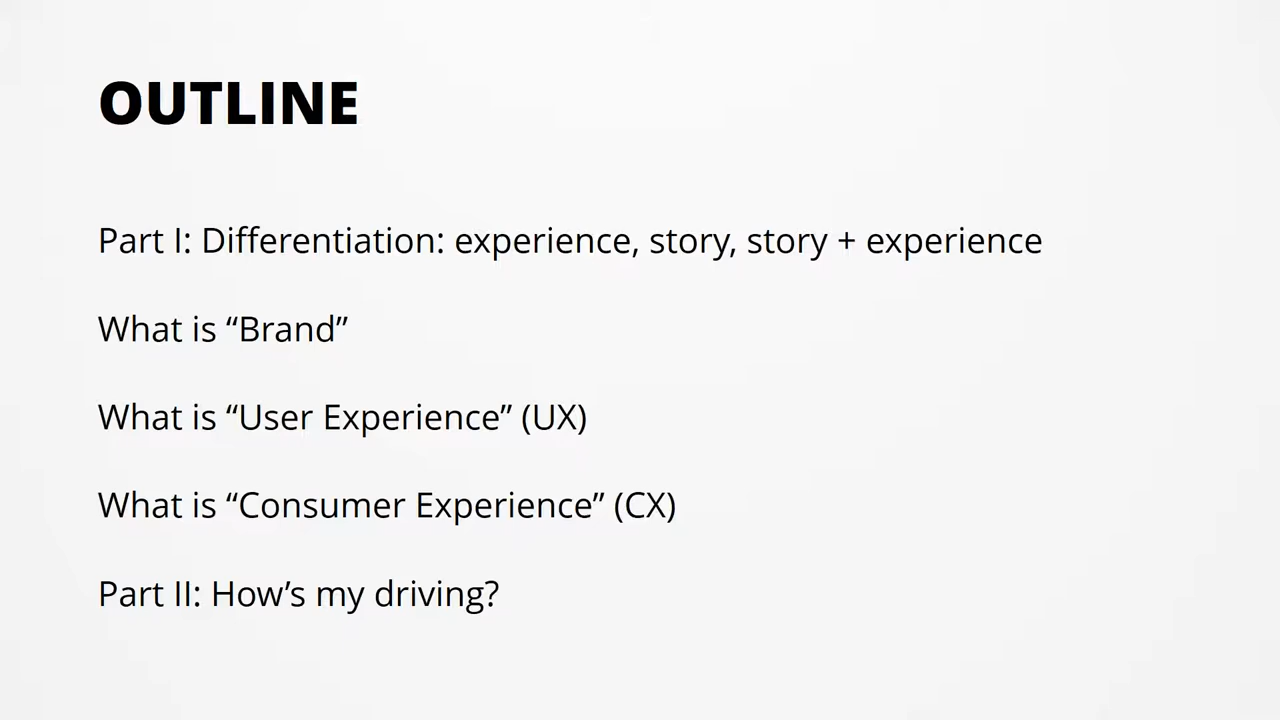 OUTLINE
Part I: Differentiation: experience, story, story + experience
What is “Brand”
What is “User Experience” (UX)
What is “Consumer Experience” (CX)
Part II: How’s my driving?